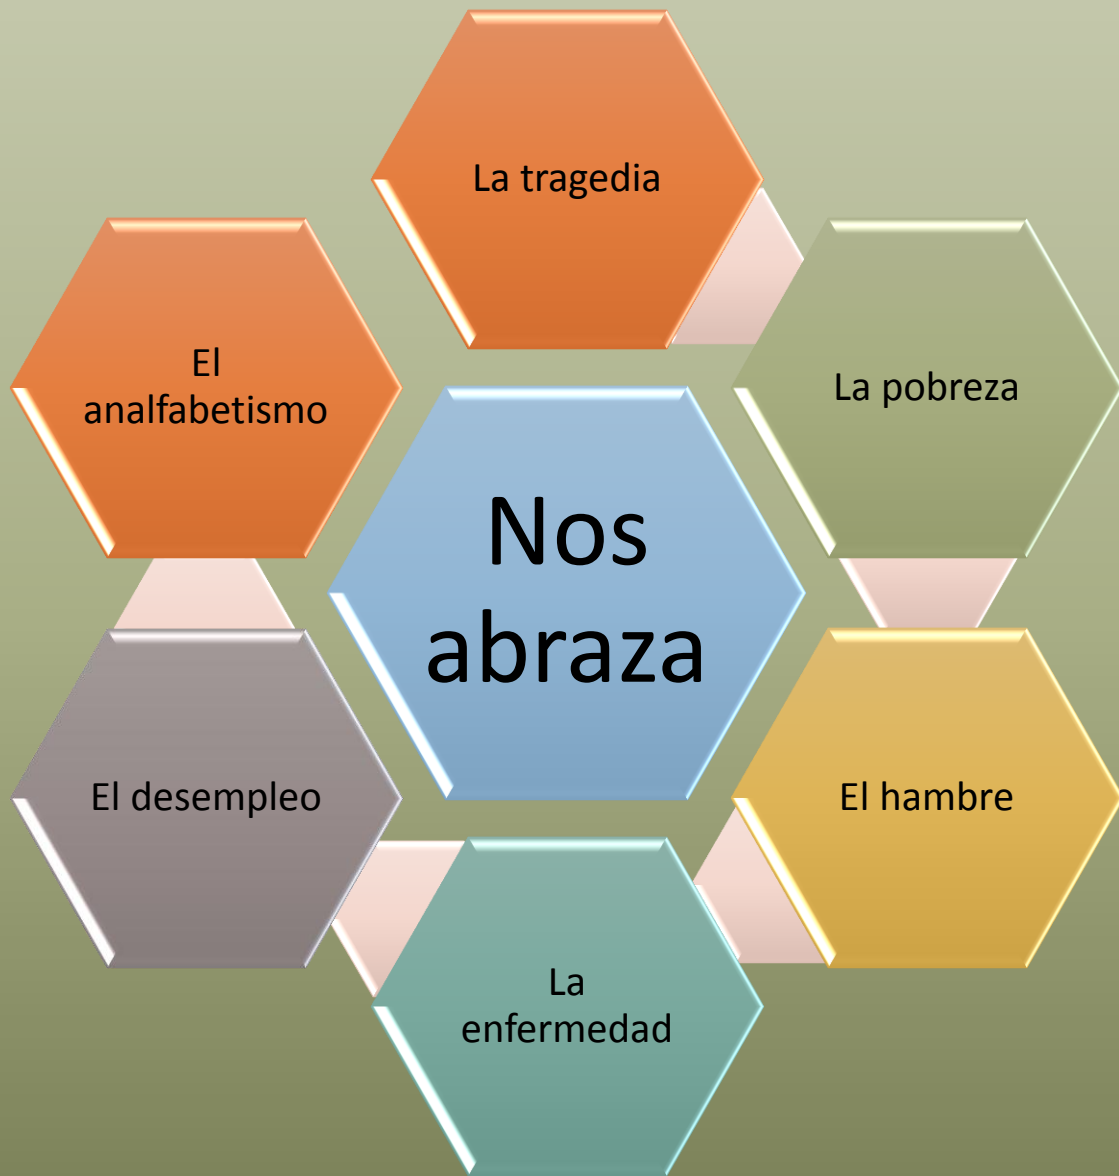 La tragedia
La pobreza
El hambre
La
enfermedad
El desempleo
El
analfabetismo
Nos
abraza